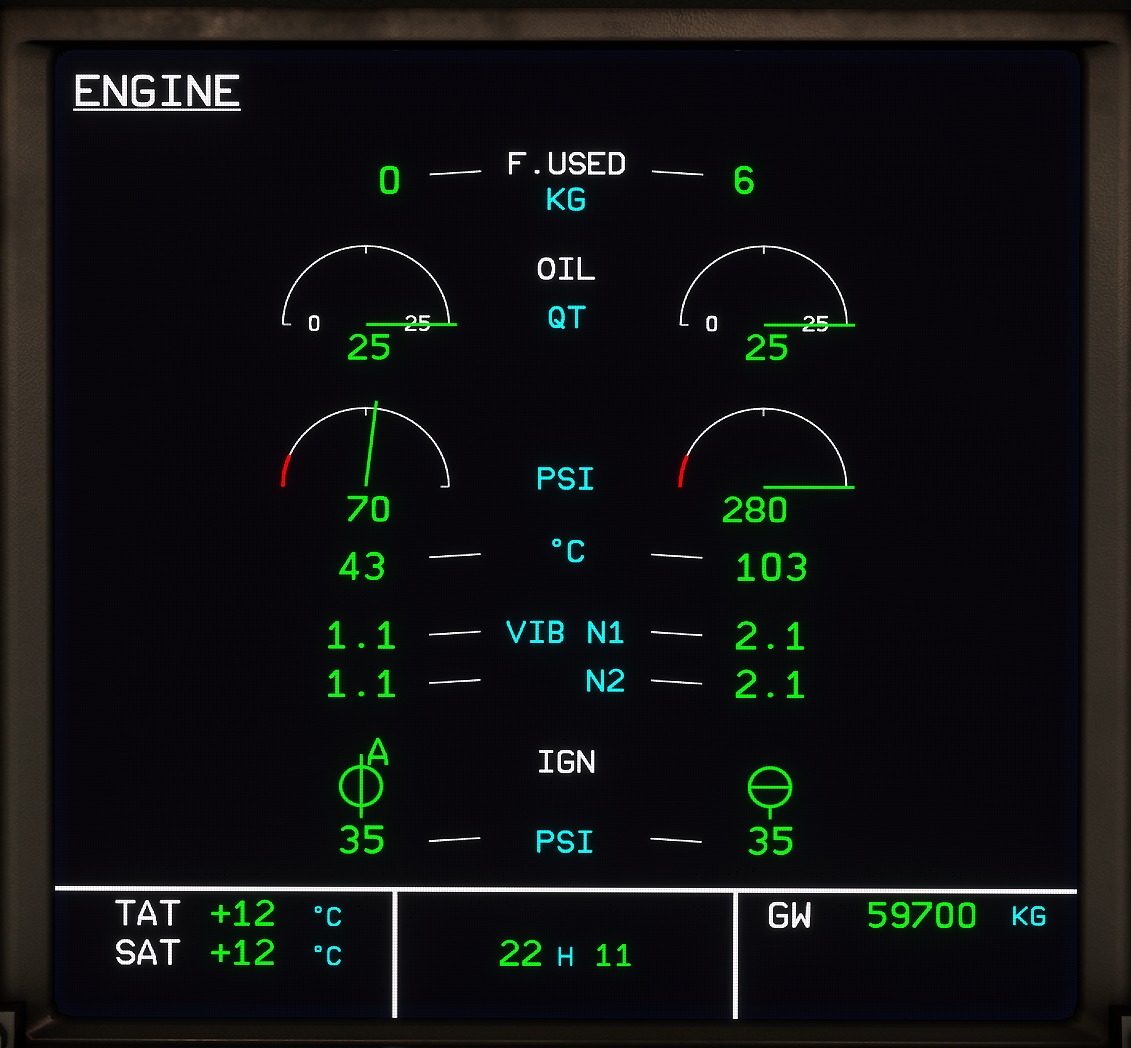 ENGINE
0 F.USED 6
KG
OIL
0 25 QT 0 25
25 25
PSI
70 280
43 °C 103
1.1 VIB N1 2.1
1.1 N2 2.1
A
IGN
35 PSI 35
TAT +12 °C GW 59700 KG
SAT +12 °C 22 H 11